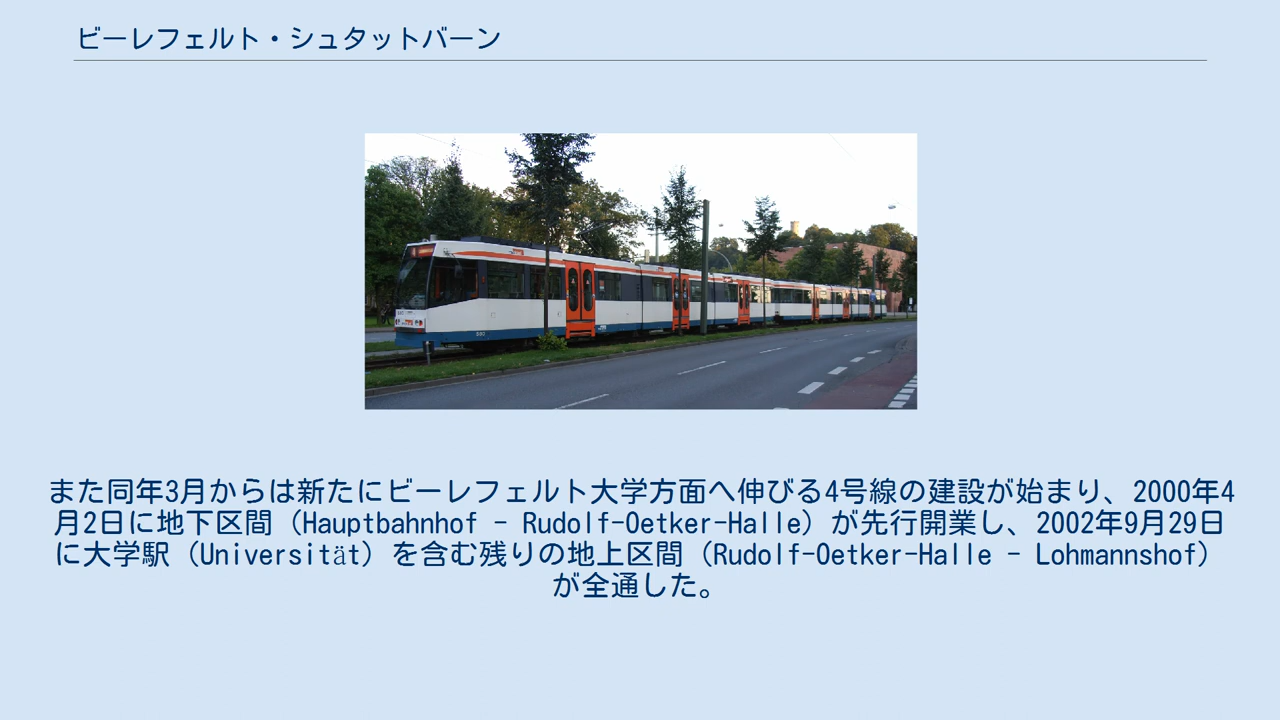 ビーレフェルト・シュタットバーン
また同年3月からは新たにビーレフェルト大学方面へ伸びる4号線の建設が始まり、2000年4
月2日に地下区間（Hauptbahnhof - Rudolf-Oetker-Halle）が先行開業し、2002年9月29日
に大学駅（Universität）を含む残りの地上区間（Rudolf-Oetker-Halle - Lohmannshof）
が全通した。